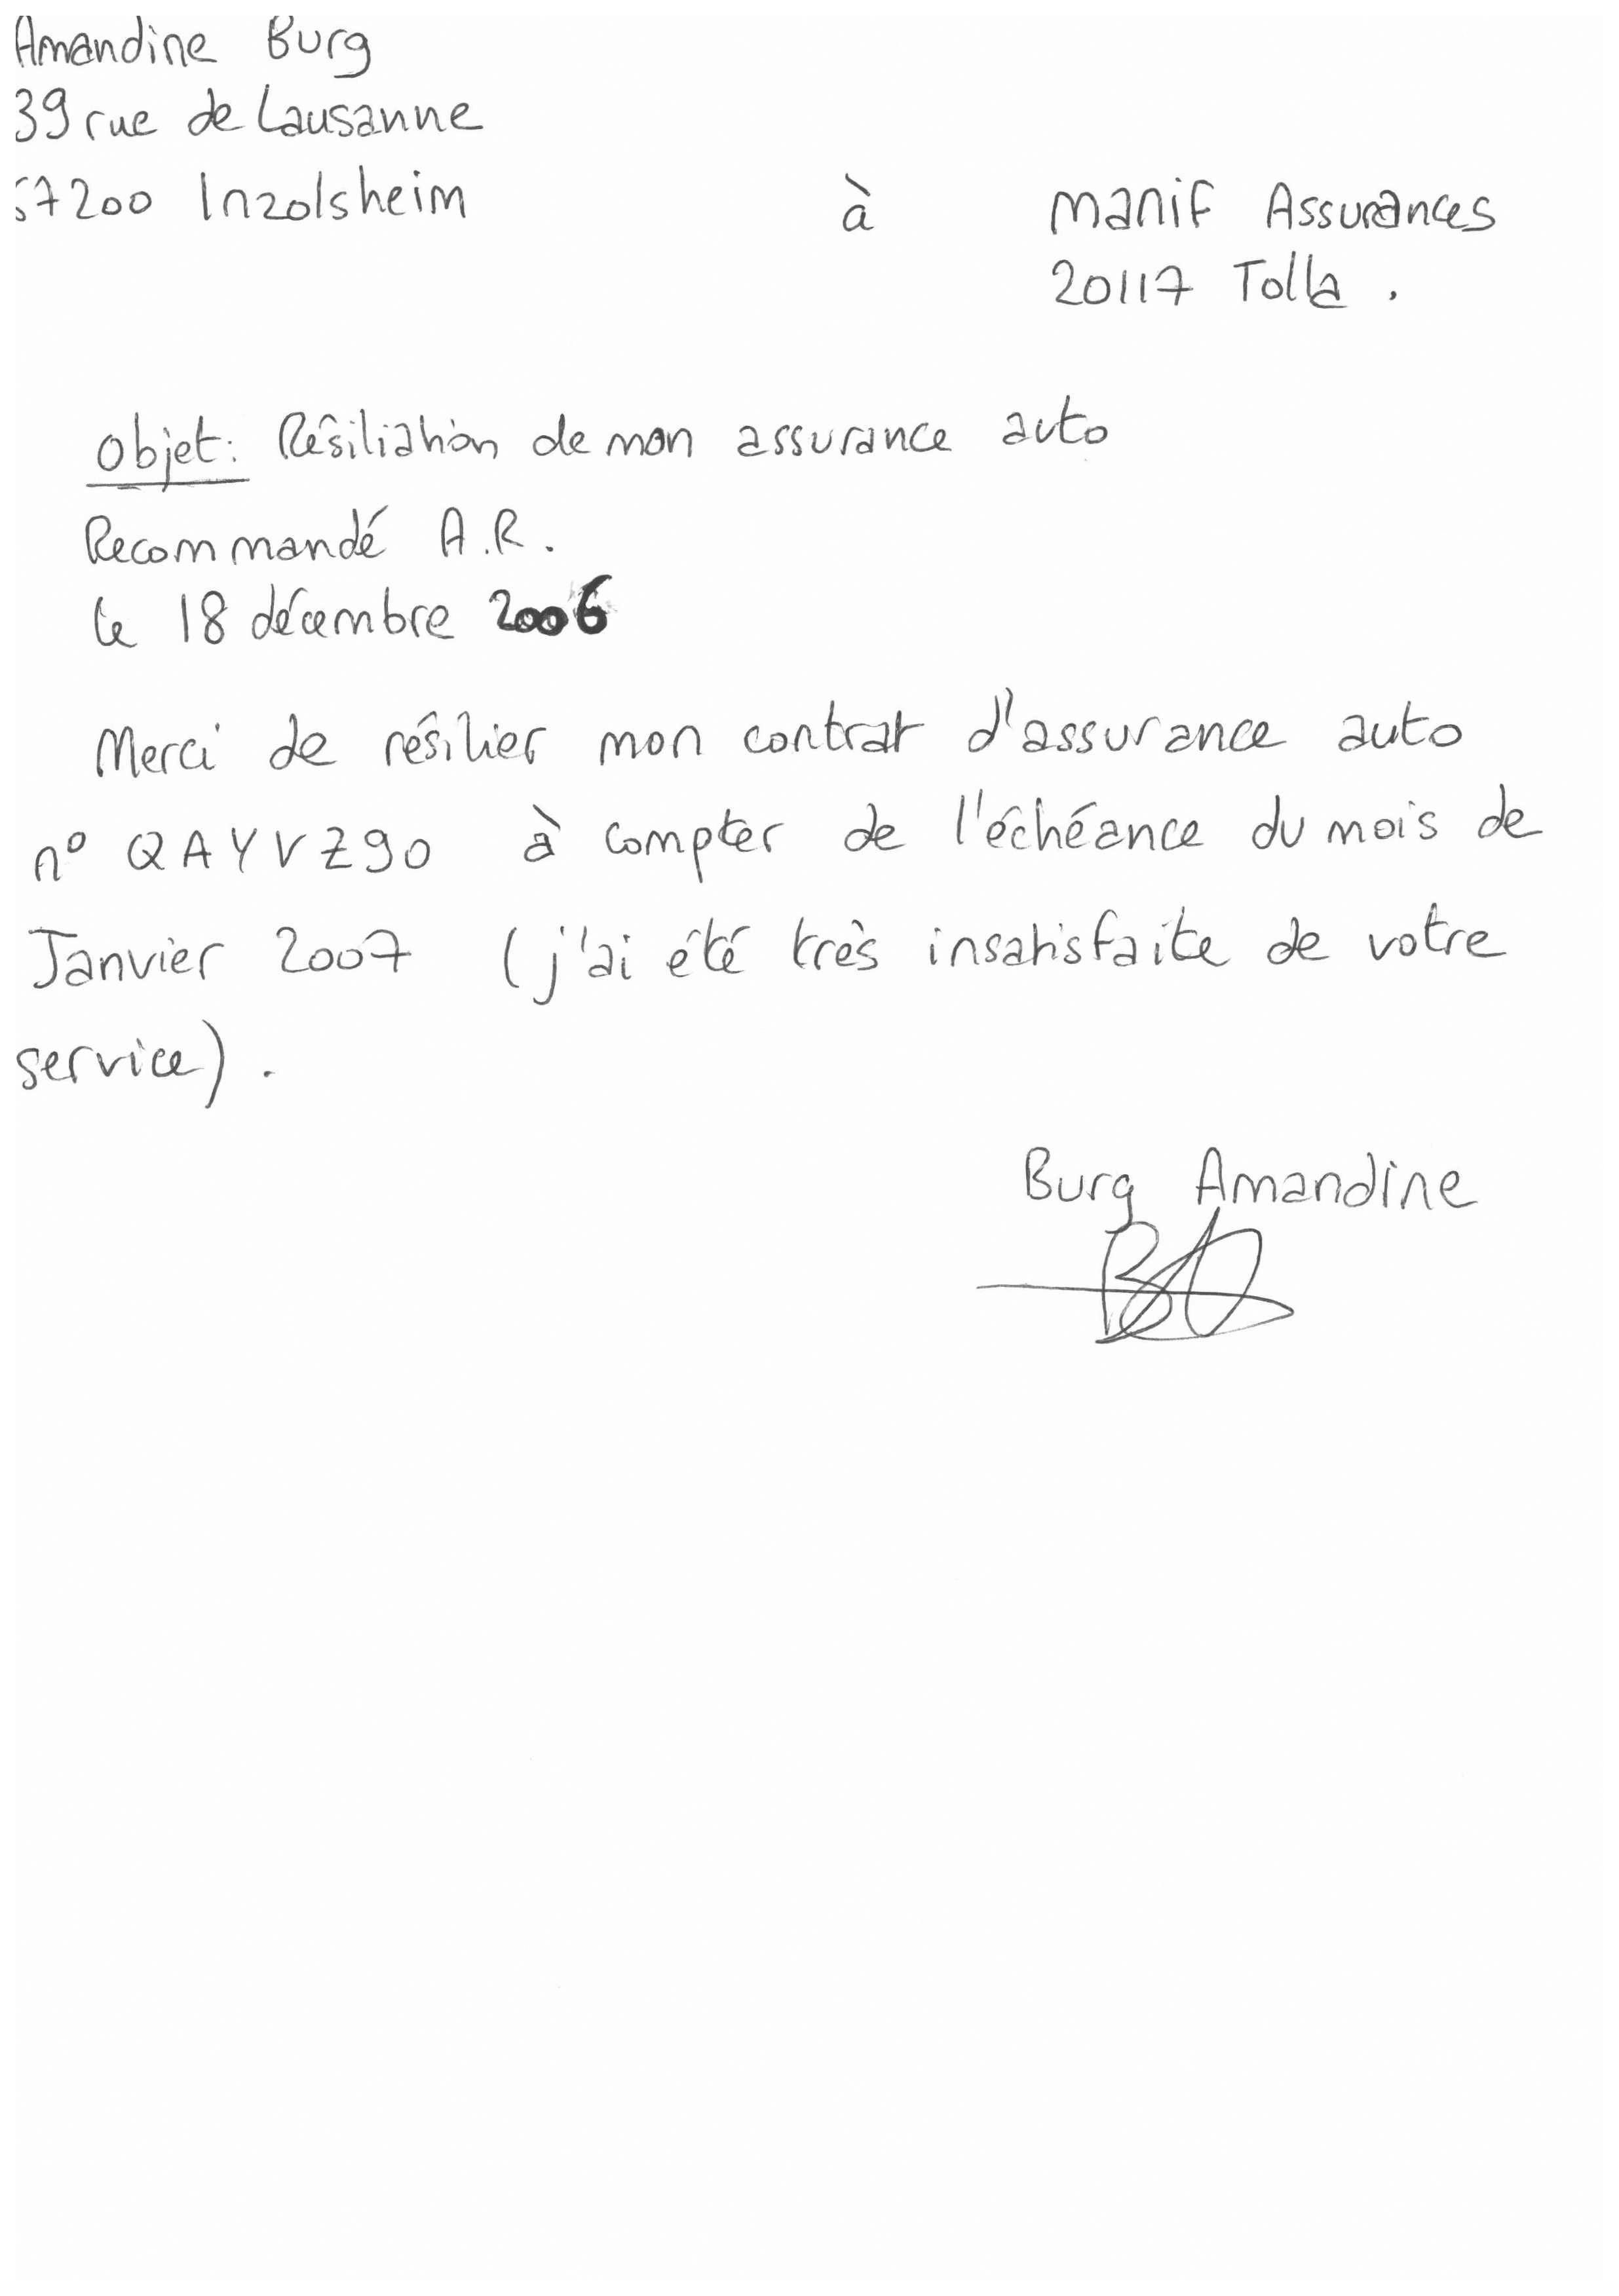 Amandine Burg
39 rue de Lausanne
57200 Inzolsheim
à Manif Assurances
20117 Tolla.
Objet: Résiliation de mon assurance auto
Recommandé A.R.
le 18 décembre 2006
Merci de résilier mon contrat d'assurance auto
n° QAYVZ90 à compter de l'échéance du mois de
Janvier 2007 (j'ai été très insatisfaite de votre
service).
Burg Amandine